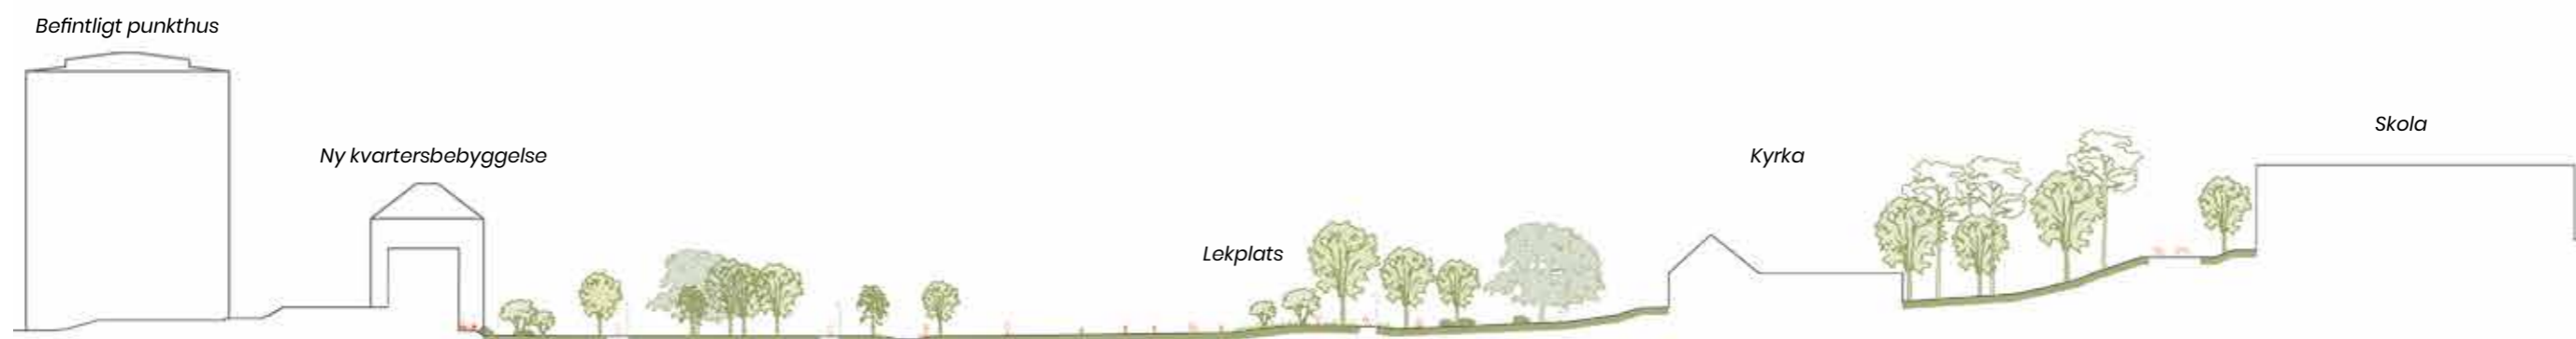 Befintligt punkthus
Ny kvartersbebyggelse
Lekplats
Kyrka
Skola